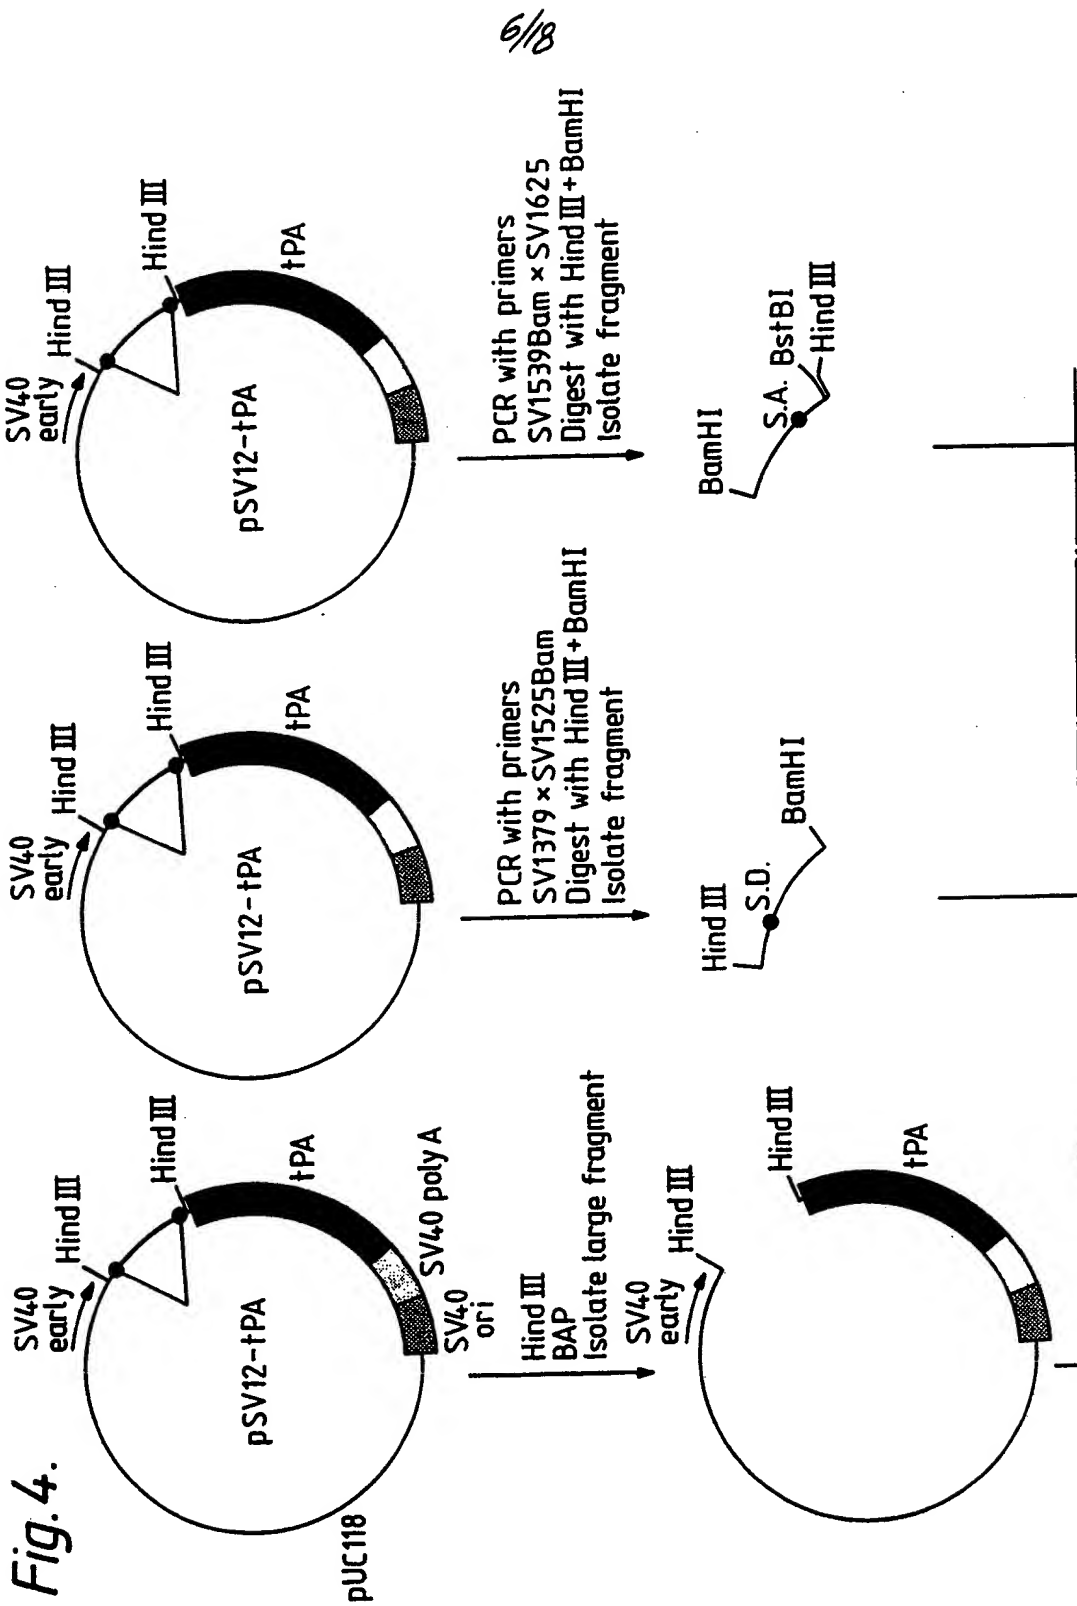 6/18
Fig. 4.
SV40
early
Hind III
Hind III
pSV12-tPA
tPA
SV40 poly A
SV40
ori
pUC118
SV40
early
Hind III
Hind III
pSV12-tPA
tPA
SV40
early
Hind III
Hind III
pSV12-tPA
tPA
Hind III
BAP
Isolate large fragment
PCR with primers
SV1379 × SV1525Bam
Digest with Hind III + BamHI
Isolate fragment
PCR with primers
SV1539Bam × SV1625
Digest with Hind III + BamHI
Isolate fragment
SV40
early
Hind III
Hind III
tPA
Hind III
S.D.
BamHI
BamHI
S.A.
BstBI
Hind III